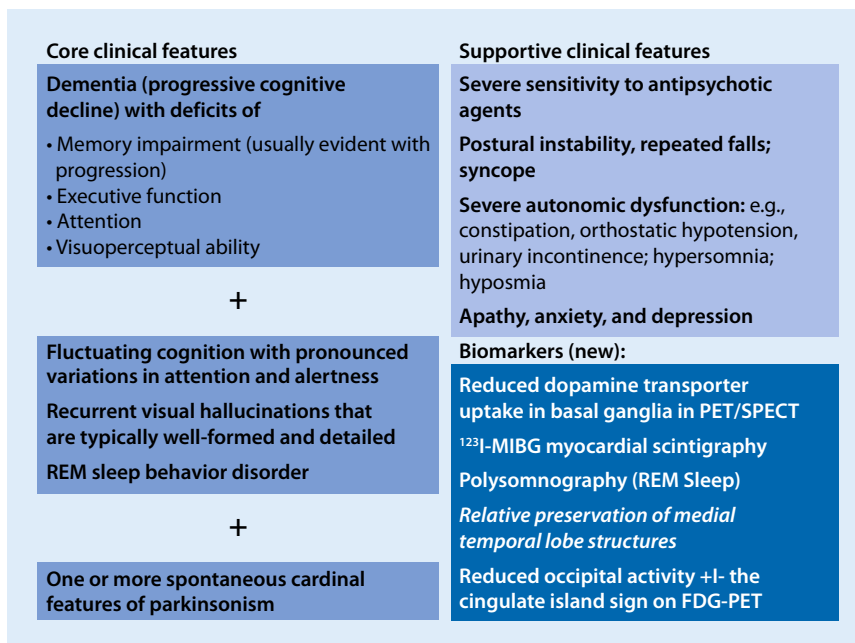 Core clinical features
Dementia (progressive cognitive
decline) with deficits of
• Memory impairment (usually evident with
progression)
• Executive function
• Attention
• Visuoperceptual ability
+
Fluctuating cognition with pronounced
variations in attention and alertness
Recurrent visual hallucinations that
are typically well-formed and detailed
REM sleep behavior disorder
+
One or more spontaneous cardinal
features of parkinsonism
Supportive clinical features
Severe sensitivity to antipsychotic
agents
Postural instability, repeated falls;
syncope
Severe autonomic dysfunction: e.g.,
constipation, orthostatic hypotension,
urinary incontinence; hypersomnia;
hyposmia
Apathy, anxiety, and depression
Biomarkers (new):
Reduced dopamine transporter
uptake in basal ganglia in PET/SPECT
¹²³I-MIBG myocardial scintigraphy
Polysomnography (REM Sleep)
Relative preservation of medial
temporal lobe structures
Reduced occipital activity +I- the
cingulate island sign on FDG-PET